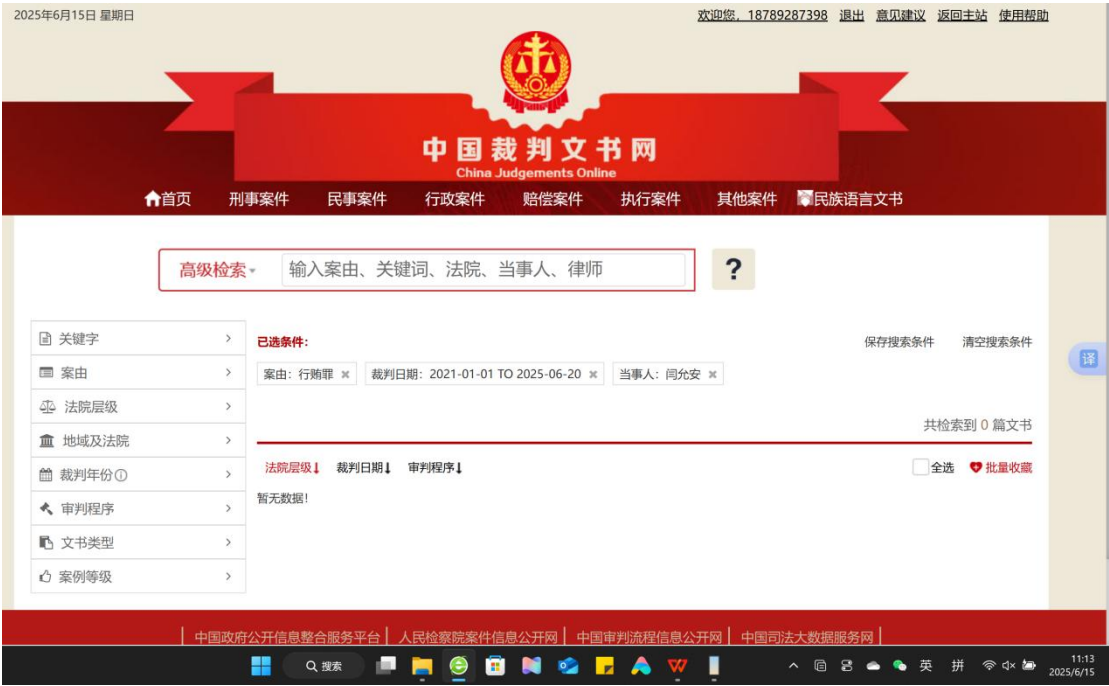 2025年6月15日 星期日
欢迎您，18789287398 退出 意见建议 返回主站 使用帮助
中国裁判文书网
China Judgements Online
首页 刑事案件 民事案件 行政案件 赔偿案件 执行案件 其他案件 民族语言文书
高级检索 输入案由、关键词、法院、当事人、律师 ?
关键字
案由
法院层级
地域及法院
裁判年份
审判程序
文书类型
案例等级
已选条件：
保存搜索条件 清空搜索条件
案由：行贿罪 × 裁判日期：2021-01-01 TO 2025-06-20 × 当事人：闫允安 ×
共检索到 0 篇文书
法院层级 裁判日期 审判程序
全选 批量收藏
暂无数据!
译
中国政府公开信息整合服务平台 | 人民检察院案件信息公开网 | 中国审判流程信息公开网 | 中国司法大数据服务网 |
搜索
英 拼
11:13
2025/6/15